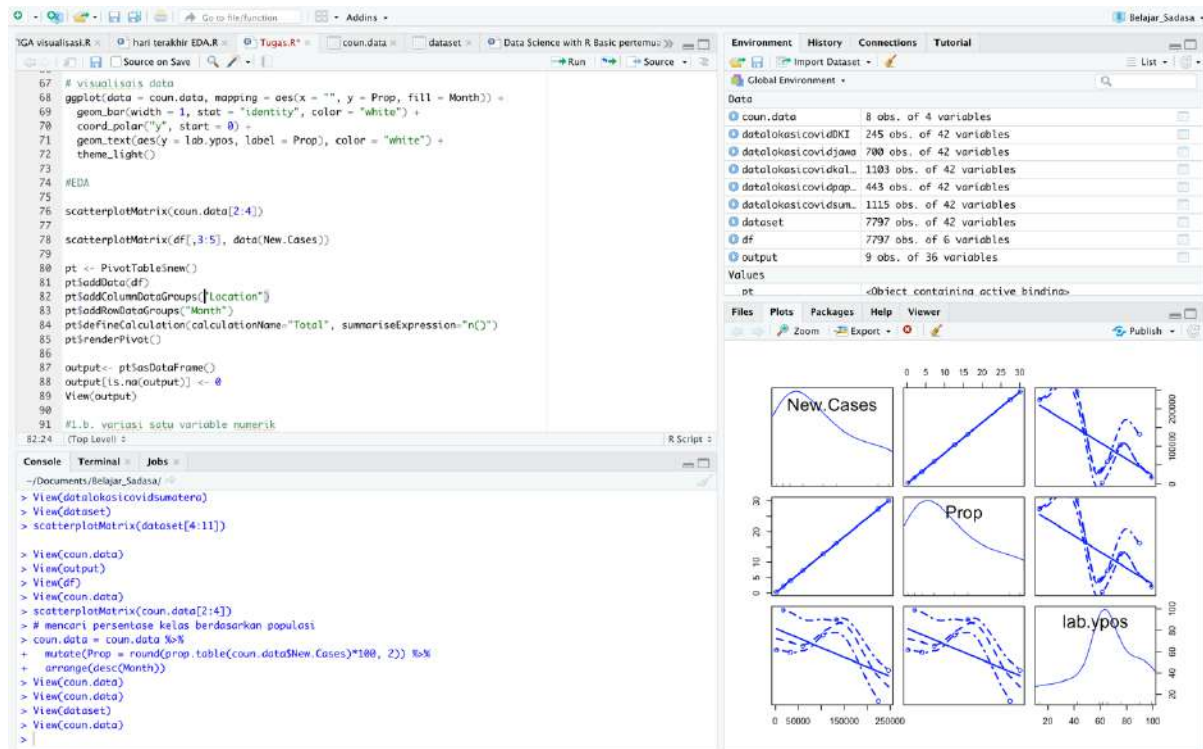 Go to file/function
Addins
Belajar_Sadasa
TGA visualisasi.R
hari terakhir EDA.R
Tugas.R*
coun.data
dataset
Data Science with R Basic pertemua
Source on Save
Run
Source
67 # visualisais data
68 ggplot(data = coun.data, mapping = aes(x = "", y = Prop, fill = Month)) +
69 geom_bar(width = 1, stat = "identity", color = "white") +
70 coord_polar("y", start = 0) +
71 geom_text(aes(y = lab.ypos, label = Prop), color = "white") +
72 theme_light()
73
74 #EDA
75
76 scatterplotMatrix(coun.data[2:4])
77
78 scatterplotMatrix(df[,3:5], data(New.Cases))
79
80 pt <- PivotTable$new()
81 pt$addData(df)
82 pt$addColumnDataGroups("Location")
83 pt$addRowDataGroups("Month")
84 pt$defineCalculation(calculationName="Total", summariseExpression="n()")
85 pt$renderPivot()
86
87 output<- pt$asDataFrame()
88 output[is.na(output)] <- 0
89 View(output)
90
91 #1.b. variasi satu variable numerik
82:24 (Top Level) R Script
Console Terminal Jobs
~/Documents/Belajar_Sadasa/
> View(datalokasicovidsumatera)
> View(dataset)
> scatterplotMatrix(dataset[4:11])
> View(coun.data)
> View(output)
> View(df)
> View(coun.data)
> scatterplotMatrix(coun.data[2:4])
> # mencari persentase kelas berdasarkan populasi
> coun.data = coun.data %>%
+ mutate(Prop = round(prop.table(coun.data$New.Cases)*100, 2)) %>%
+ arrange(desc(Month))
> View(coun.data)
> View(coun.data)
> View(dataset)
> View(coun.data)
>
Environment History Connections Tutorial
Import Dataset
List
Global Environment
Data
coun.data 8 obs. of 4 variables
datalokasicovidDKI 245 obs. of 42 variables
datalokasicovidjawa 700 obs. of 42 variables
datalokasicovidkal… 1103 obs. of 42 variables
datalokasicovidpap… 443 obs. of 42 variables
datalokasicovidsum… 1115 obs. of 42 variables
dataset 7797 obs. of 42 variables
df 7797 obs. of 6 variables
output 9 obs. of 36 variables
Values
pt <Object containing active binding>
Files Plots Packages Help Viewer
Zoom Export Publish
0 5 10 15 20 25 30
New.Cases
0 100000 200000
0 5 10 20 30
Prop
lab.ypos
20 40 60 80 100
0 50000 150000 250000
20 40 60 80 100